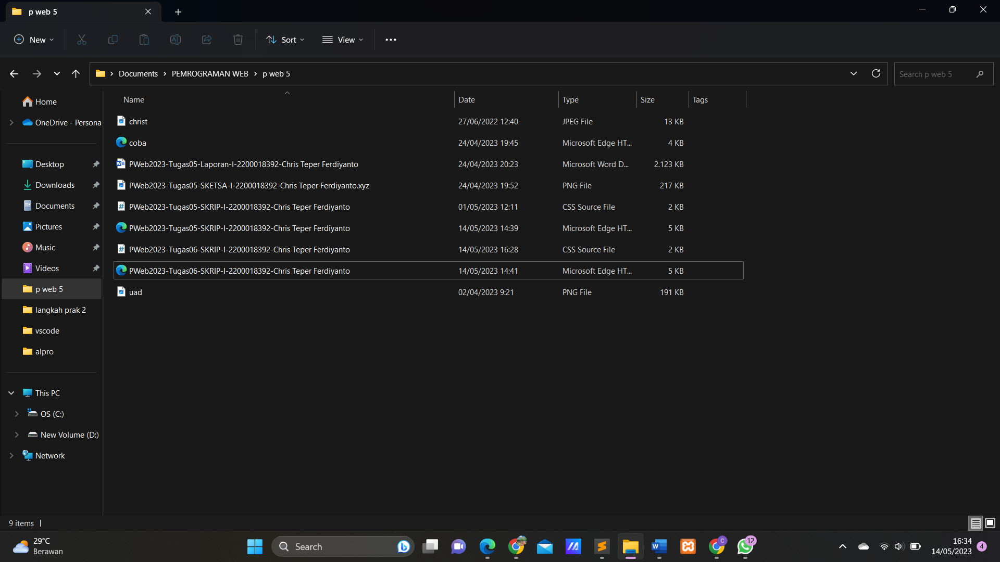 p web 5
New
Sort
View
Documents
PEMROGRAMAN WEB
p web 5
Search p web 5
Home
OneDrive - Persona
Desktop
Downloads
Documents
Pictures
Music
Videos
p web 5
langkah prak 2
vscode
alpro
This PC
OS (C:)
New Volume (D:)
Network
Name Date Type Size Tags
christ 27/06/2022 12:40 JPEG File 13 KB
coba 24/04/2023 19:45 Microsoft Edge HT... 4 KB
PWeb2023-Tugas05-Laporan-I-2200018392-Chris Teper Ferdiyanto 24/04/2023 20:23 Microsoft Word D... 2.123 KB
PWeb2023-Tugas05-SKETSA-I-2200018392-Chris Teper Ferdiyanto.xyz 24/04/2023 19:52 PNG File 217 KB
PWeb2023-Tugas05-SKRIP-I-2200018392-Chris Teper Ferdiyanto 01/05/2023 12:11 CSS Source File 2 KB
PWeb2023-Tugas05-SKRIP-I-2200018392-Chris Teper Ferdiyanto 14/05/2023 14:39 Microsoft Edge HT... 5 KB
PWeb2023-Tugas06-SKRIP-I-2200018392-Chris Teper Ferdiyanto 14/05/2023 16:28 CSS Source File 2 KB
PWeb2023-Tugas06-SKRIP-I-2200018392-Chris Teper Ferdiyanto 14/05/2023 14:41 Microsoft Edge HT... 5 KB
uad 02/04/2023 9:21 PNG File 191 KB
9 items
29°C
Berawan
Search
C
12
16:34
14/05/2023
4